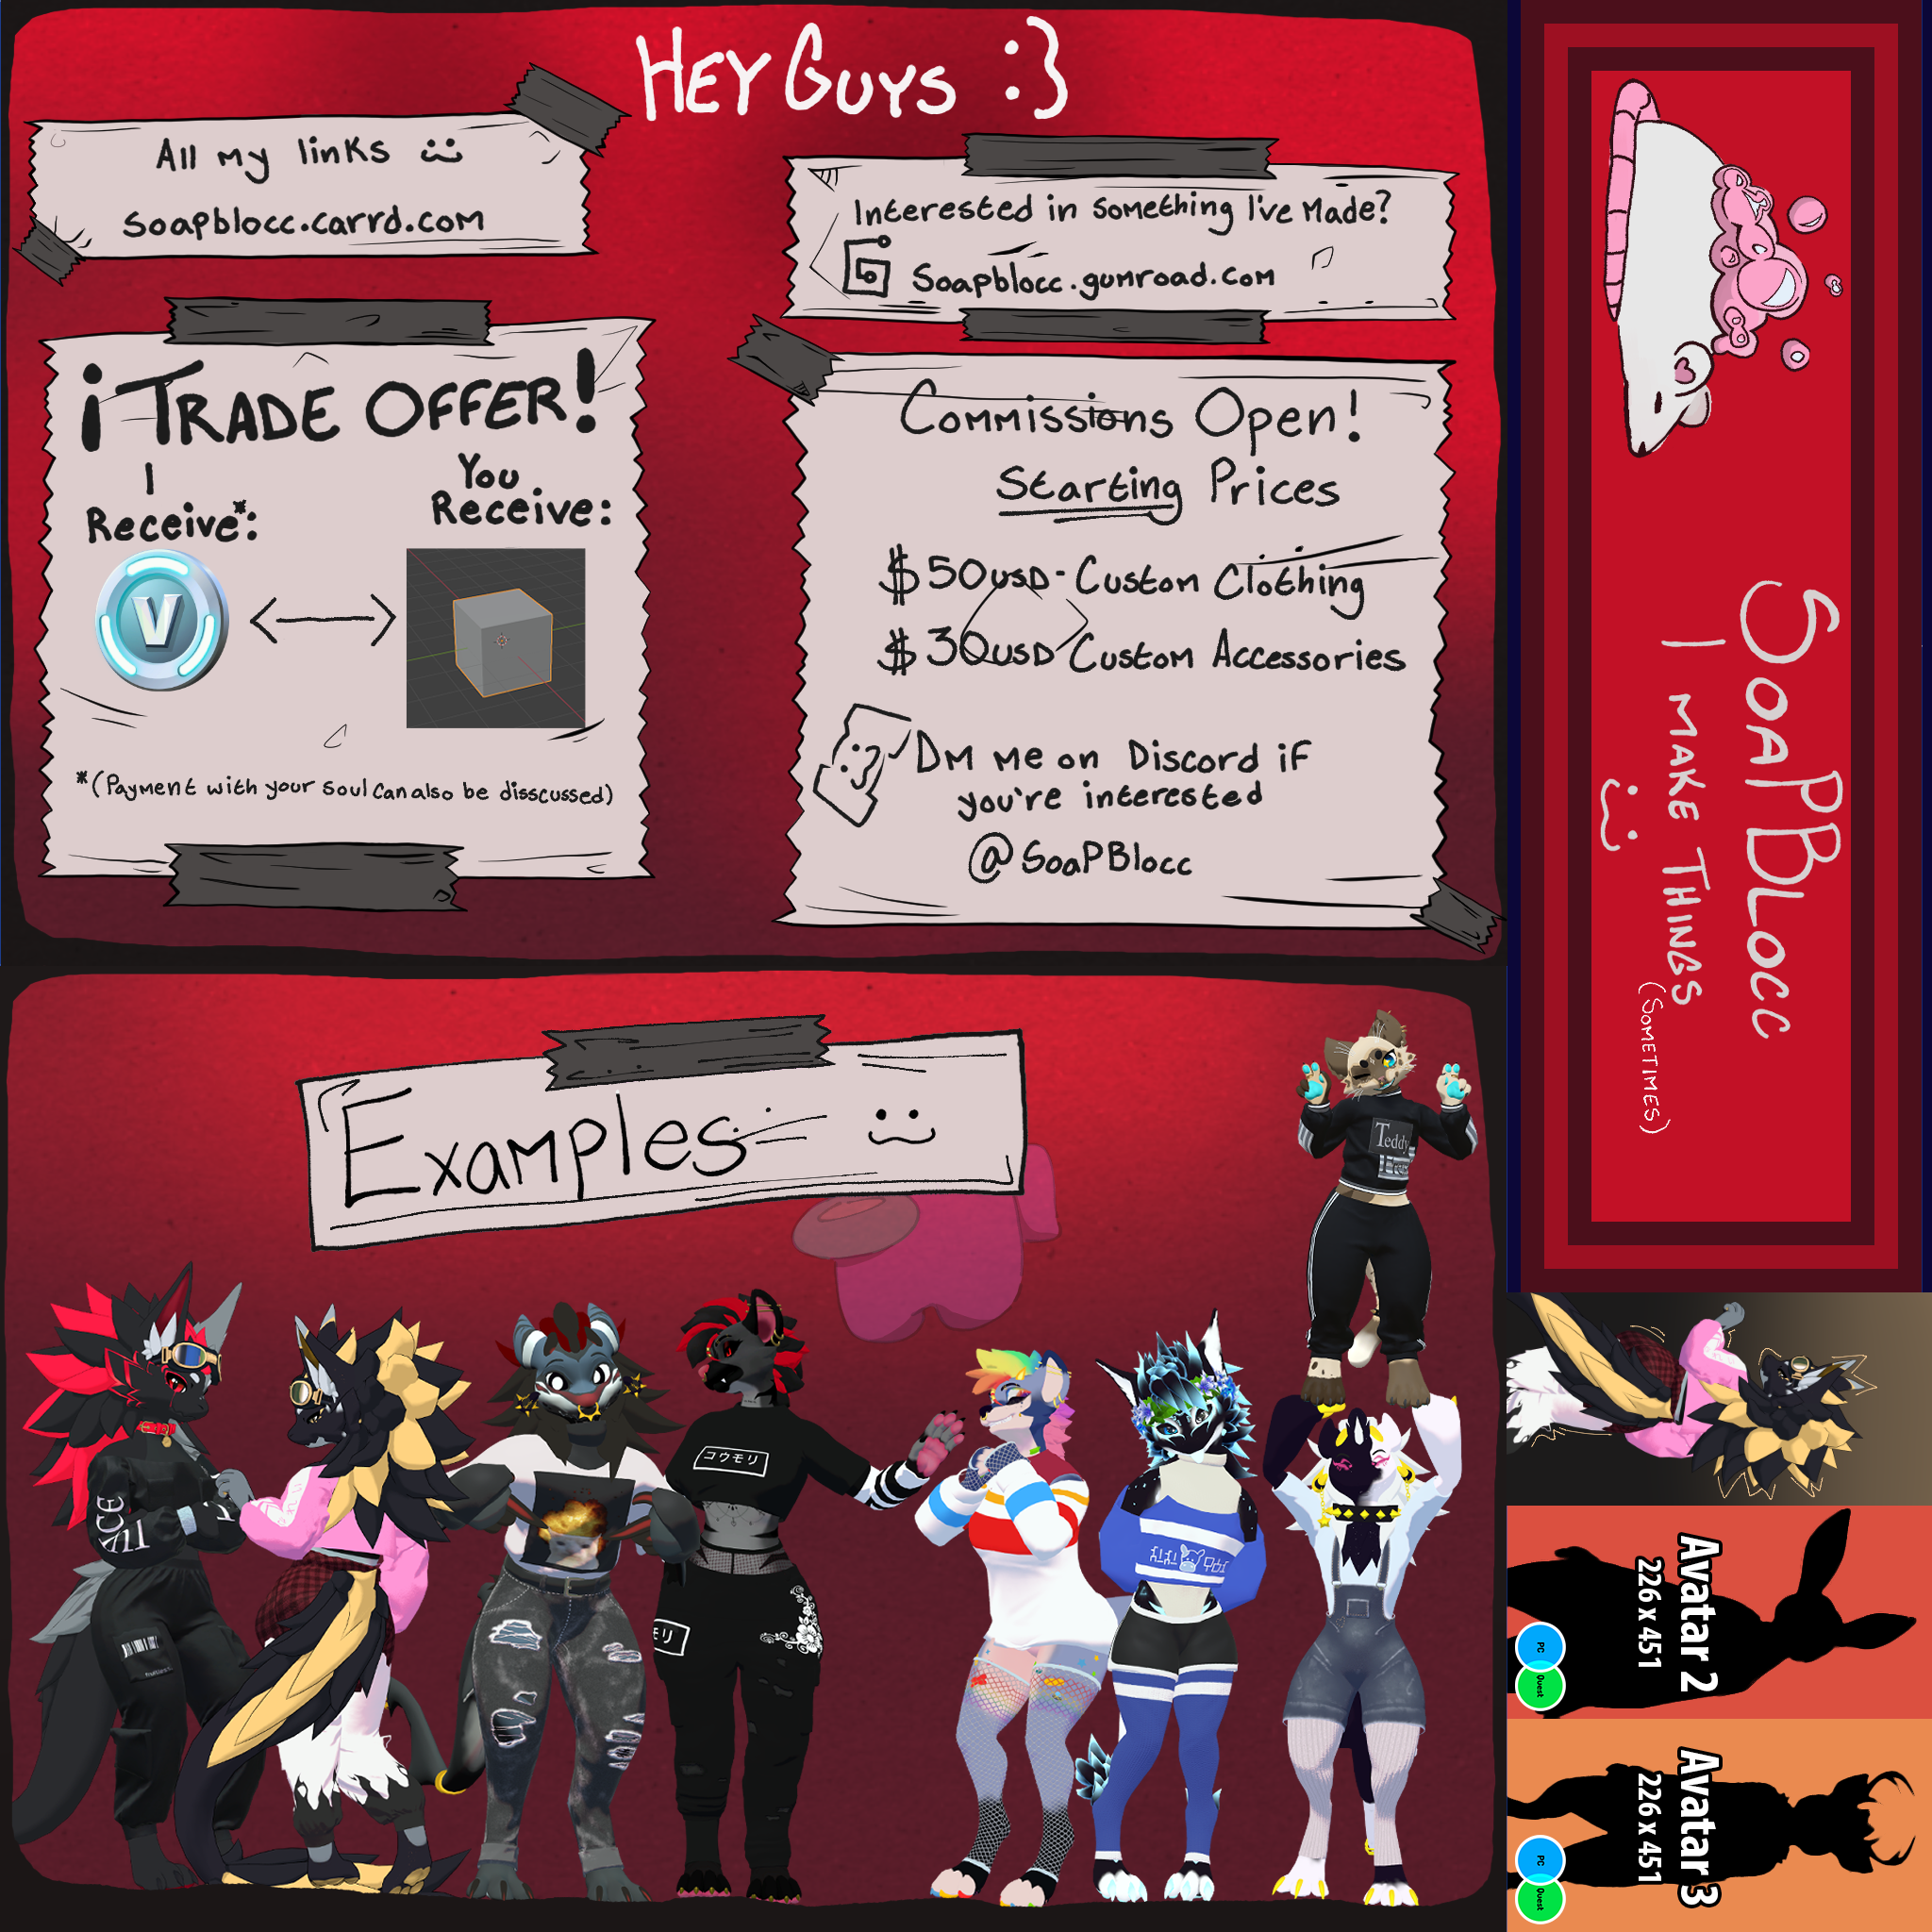 HEY GUYS :}
All my links
soapblocc.carrd.com
Interested in something I've Made?
Soapblocc.gumroad.com
¡TRADE OFFER!
I
Receive*:
You
Receive:
V
*(Payment with your soul can also be disscussed)
Commissions Open!
Starting Prices
$50USD - Custom Clothing
$30USD - Custom Accessories
DM me on Discord if
you're interested
@SoaPBlocc
SOAPBLOCC
I MAKE THINGS
(SOMETIMES)
Examples
Teddy
コウモリ
モリ
Avatar 2
226 x 451
PC
Quest
Avatar 3
226 x 451
PC
Quest